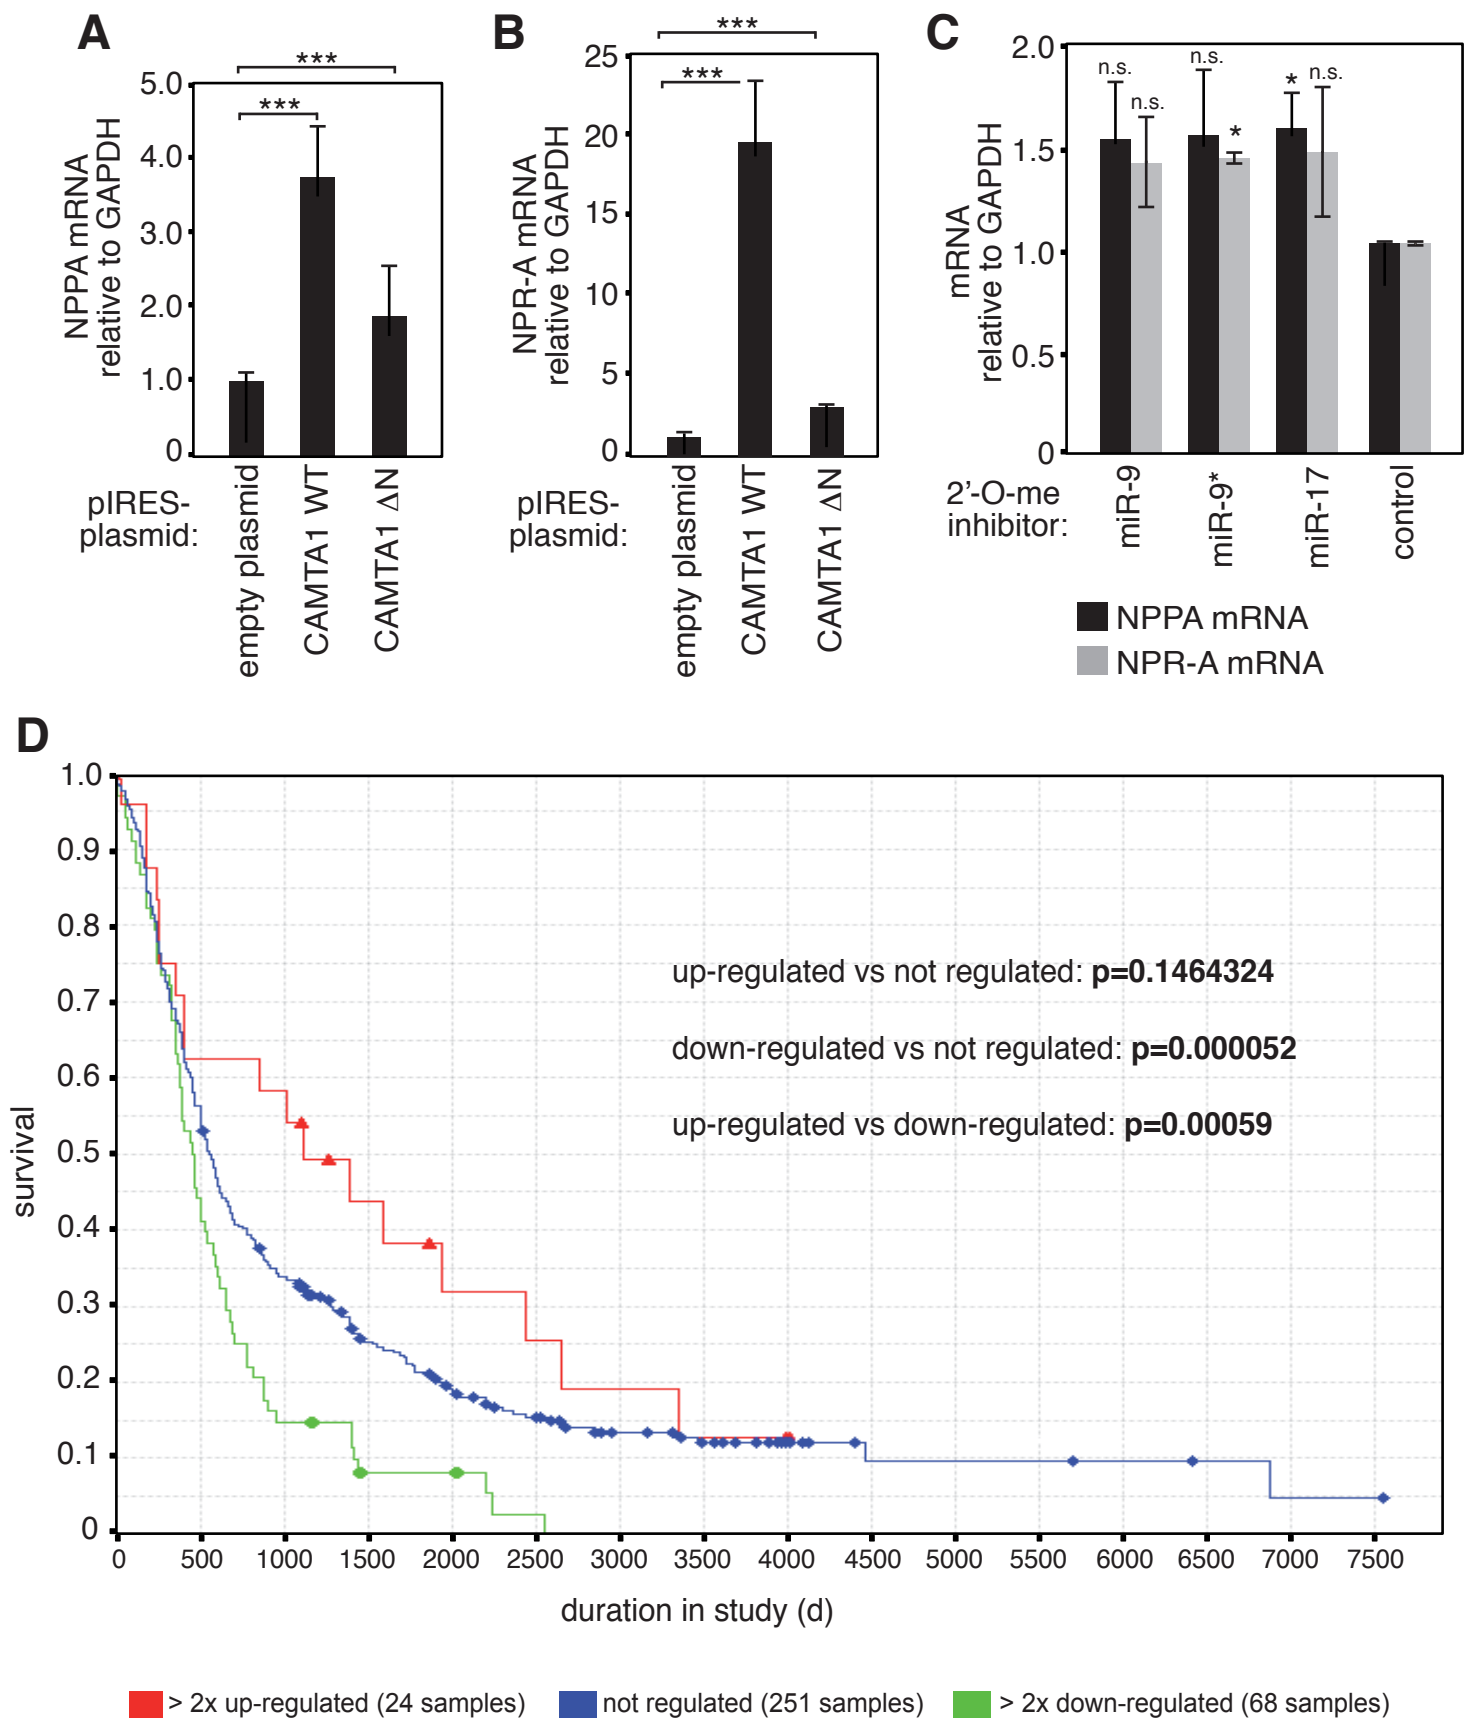 A
NPPA mRNA
relative to GAPDH
5.0
4.0
3.0
2.0
1.0
0
***
***
pIRES-
plasmid:
empty plasmid
CAMTA1 WT
CAMTA1 ΔN
B
NPR-A mRNA
relative to GAPDH
25
20
15
10
5
0
***
***
pIRES-
plasmid:
empty plasmid
CAMTA1 WT
CAMTA1 ΔN
C
mRNA
relative to GAPDH
2.0
1.5
1.0
0.5
0
n.s.
n.s.
n.s.
*
*
n.s.
2'-O-me
inhibitor:
miR-9
miR-9*
miR-17
control
NPPA mRNA
NPR-A mRNA
D
survival
1.0
0.9
0.8
0.7
0.6
0.5
0.4
0.3
0.2
0.1
0
up-regulated vs not regulated: p=0.1464324
down-regulated vs not regulated: p=0.000052
up-regulated vs down-regulated: p=0.00059
0 500 1000 1500 2000 2500 3000 3500 4000 4500 5000 5500 6000 6500 7000 7500
duration in study (d)
> 2x up-regulated (24 samples) not regulated (251 samples) > 2x down-regulated (68 samples)